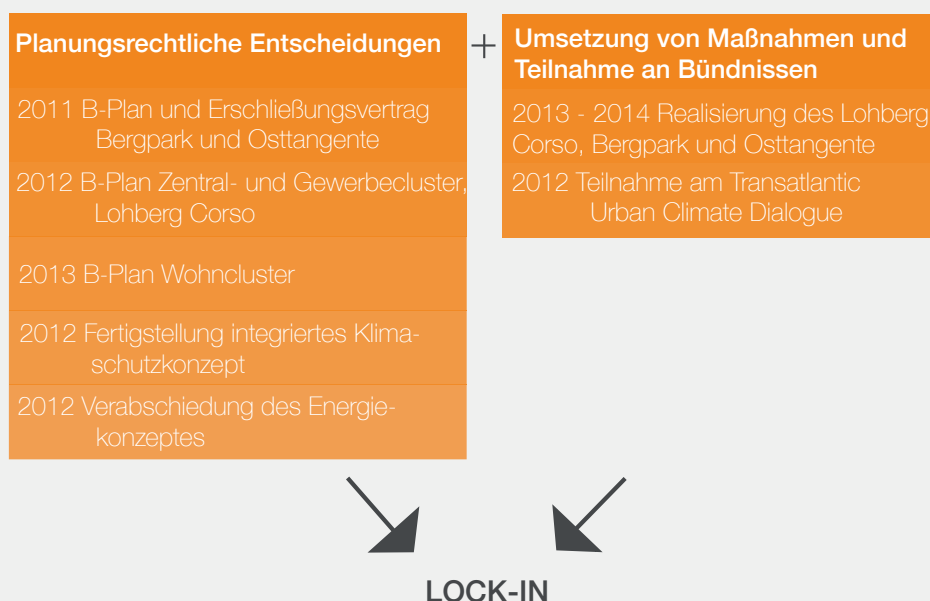 Planungsrechtliche Entscheidungen
2011 B-Plan und Erschließungsvertrag
Bergpark und Osttangente
2012 B-Plan Zentral- und Gewerbecluster,
Lohberg Corso
2013 B-Plan Wohncluster
2012 Fertigstellung integriertes Klima-
schutzkonzept
2012 Verabschiedung des Energie-
konzeptes
+
Umsetzung von Maßnahmen und
Teilnahme an Bündnissen
2013 - 2014 Realisierung des Lohberg
Corso, Bergpark und Osttangente
2012 Teilnahme am Transatlantic
Urban Climate Dialogue
LOCK-IN